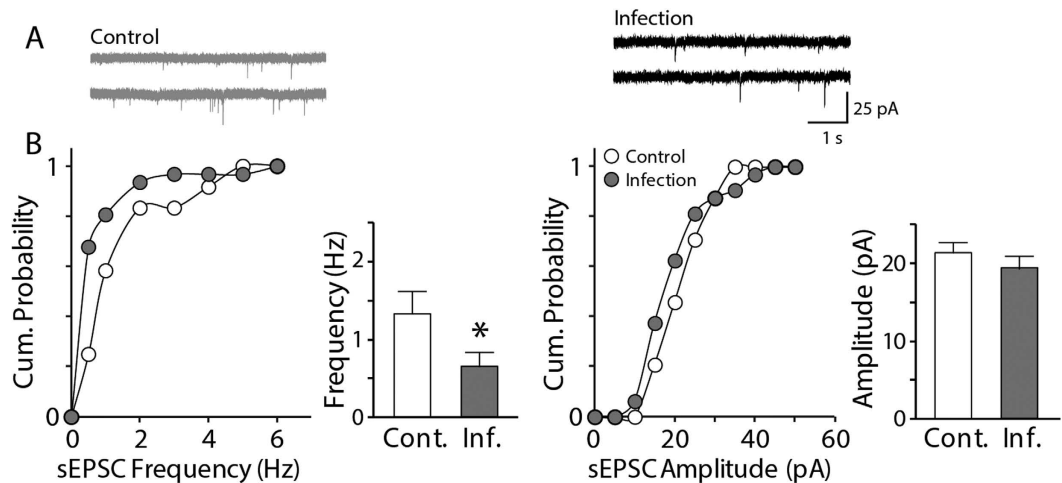 A
Control
Infection
25 pA
1 s
B
1
0
Cum. Probability
0
2
4
6
sEPSC Frequency (Hz)
2
1
0
Frequency (Hz)
*
Cont.
Inf.
Control
Infection
1
0
Cum. Probability
0
20
40
60
sEPSC Amplitude (pA)
20
10
0
Amplitude (pA)
Cont.
Inf.